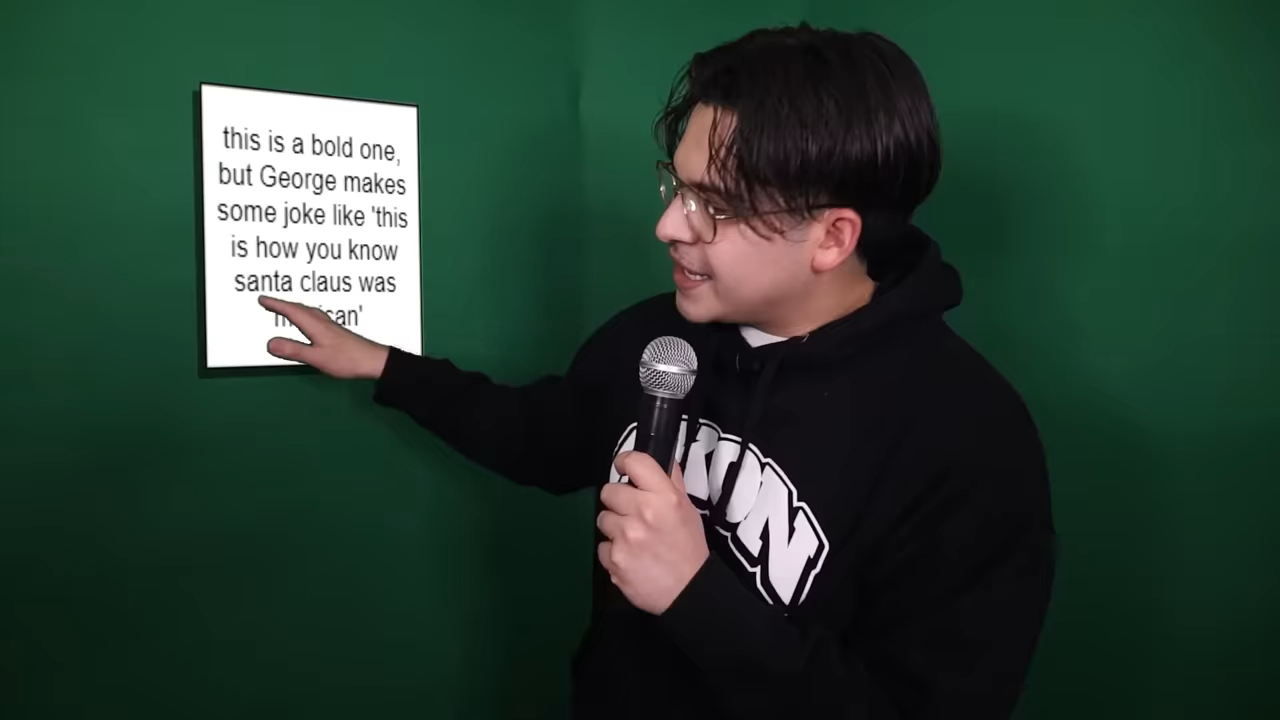 this is a bold one,
but George makes
some joke like 'this
is how you know
santa claus was